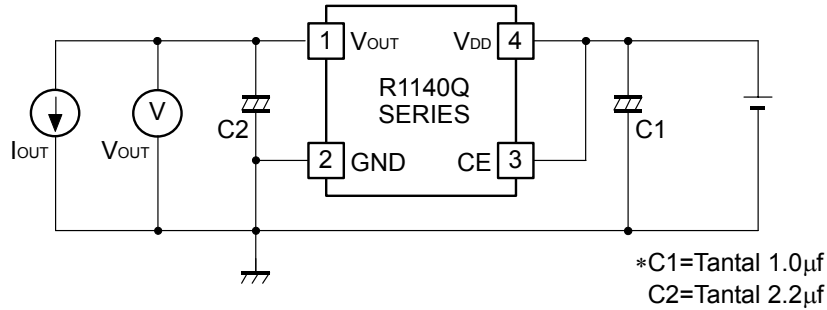 1 VOUT VDD 4
R1140Q
SERIES
V
IOUT VOUT C2 C1
2 GND CE 3
*C1=Tantal 1.0μf
C2=Tantal 2.2μf